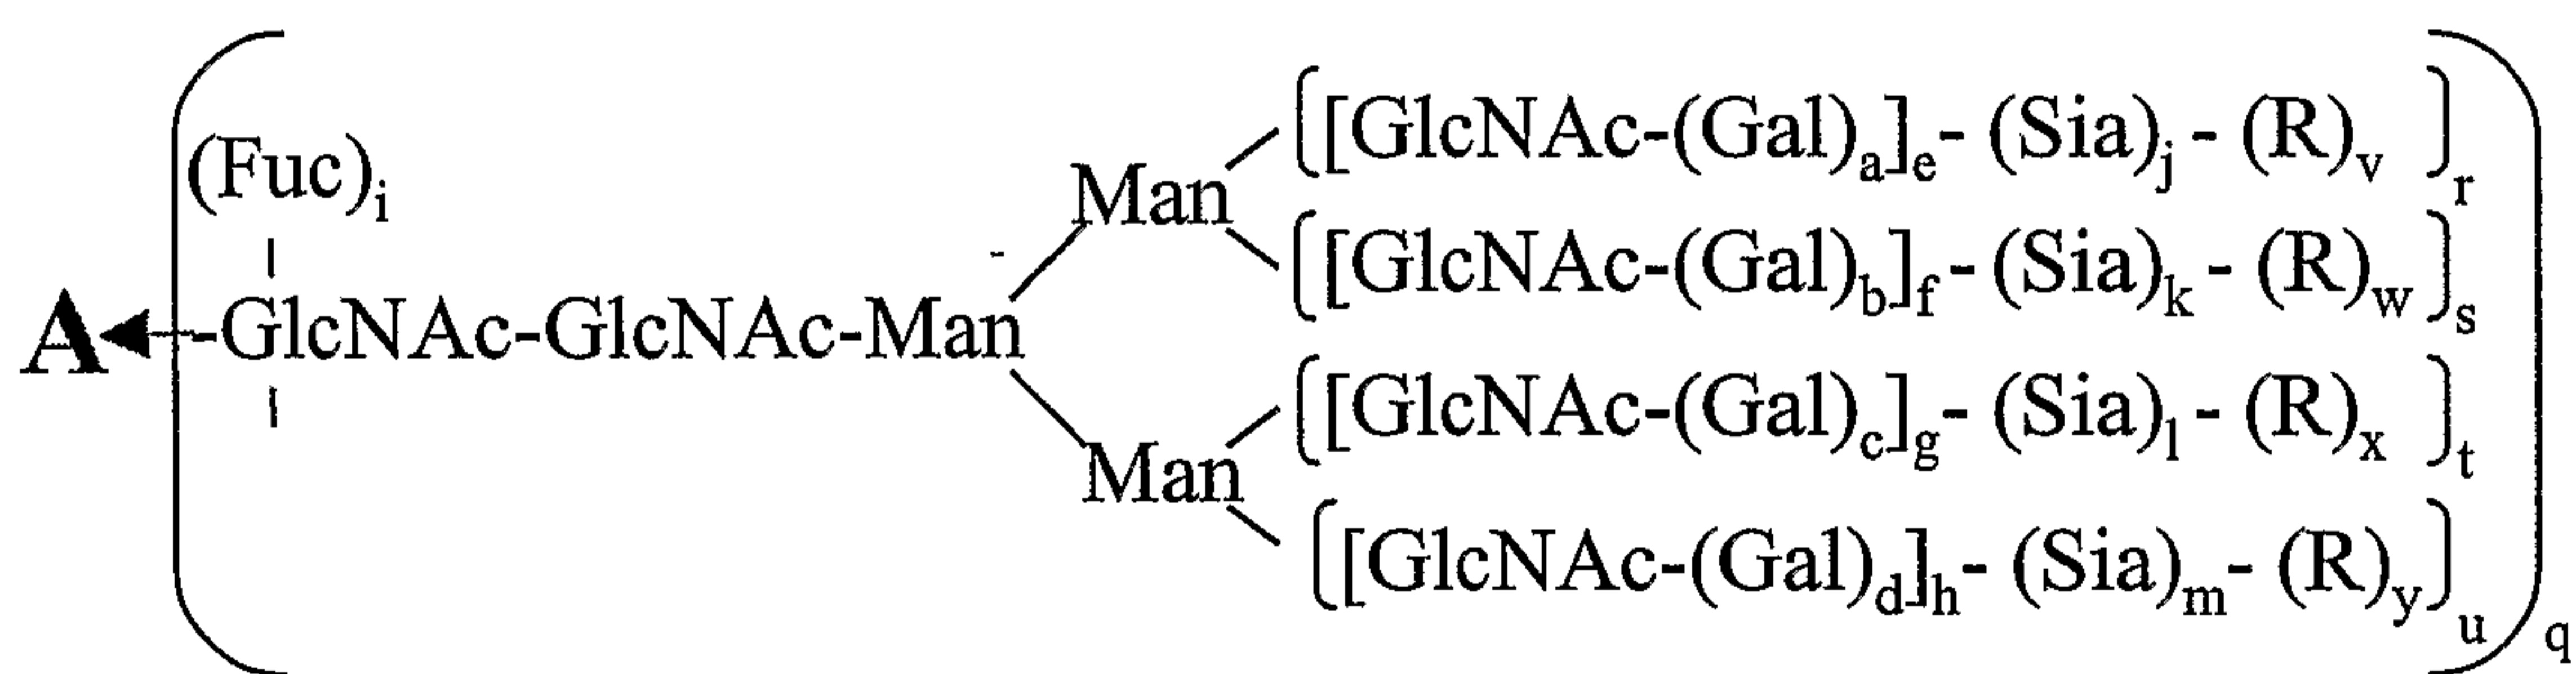 [GlcNAc-(Gal)a]e- (Sia)j - (R)v r
(Fuc)i
Man
[GlcNAc-(Gal)b]f- (Sia)k - (R)w s
A -GlcNAc-GlcNAc-Man
[GlcNAc-(Gal)c]g- (Sia)l - (R)x t
Man
[GlcNAc-(Gal)d]h- (Sia)m- (R)y u
q